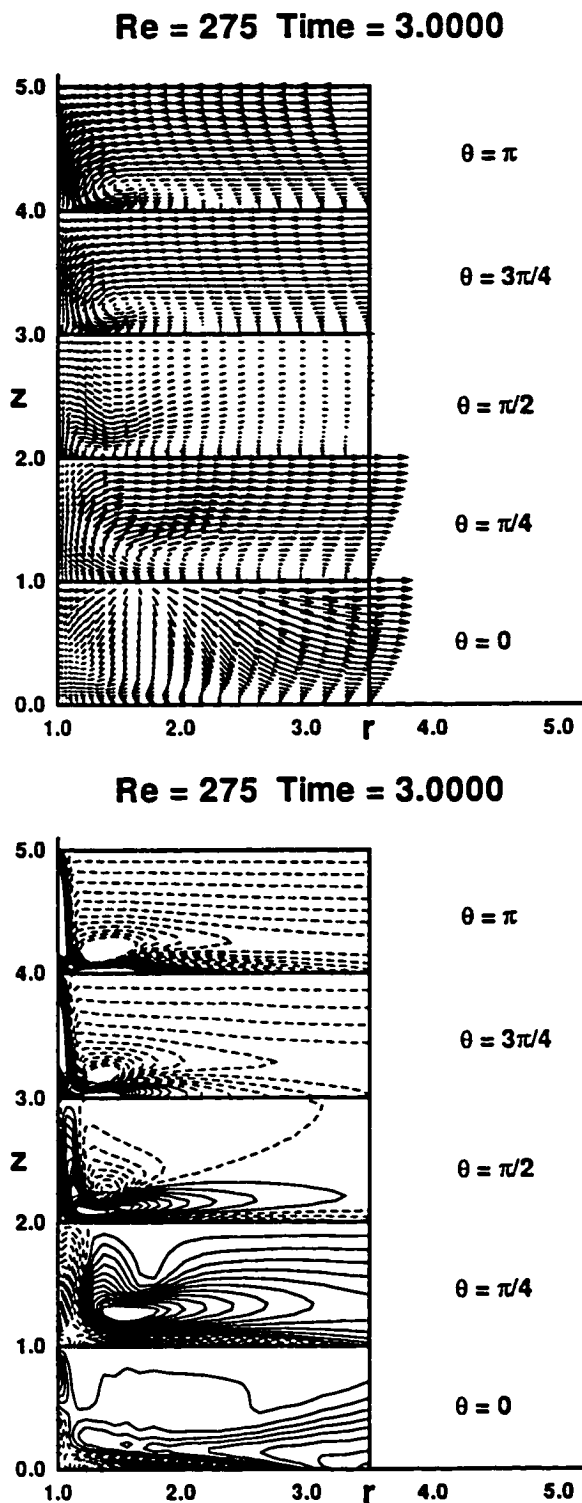 Re = 275 Time = 3.0000
5.0
θ = π
4.0
θ = 3π/4
3.0
z
θ = π/2
2.0
θ = π/4
1.0
θ = 0
0.0
1.0 2.0 3.0 r 4.0 5.0
Re = 275 Time = 3.0000
5.0
θ = π
4.0
θ = 3π/4
3.0
z
θ = π/2
2.0
θ = π/4
1.0
θ = 0
0.0
1.0 2.0 3.0 r 4.0 5.0